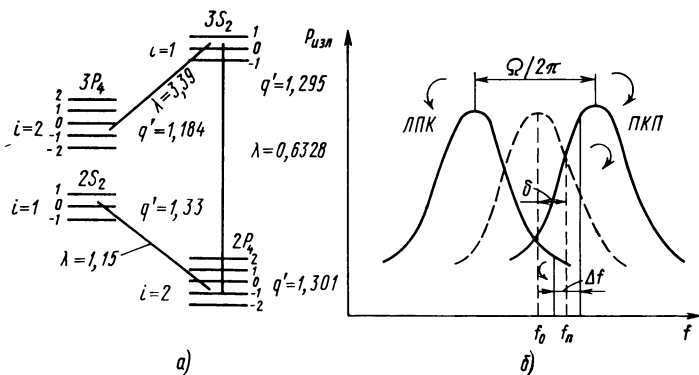 3S₂
1
0
-1
i=1
q'=1,295
3P₄
2
1
0
-1
-2
i=2
q'=1,184
λ=3,39
λ=0,6328
2S₂
1
0
-1
i=1
q'=1,33
λ=1,15
2P₄
2
1
0
-1
-2
i=2
q'=1,301
а)
Pизл
Ω/2π
ЛПК
ПКП
δ
Δf
f₀
fп
f
б)